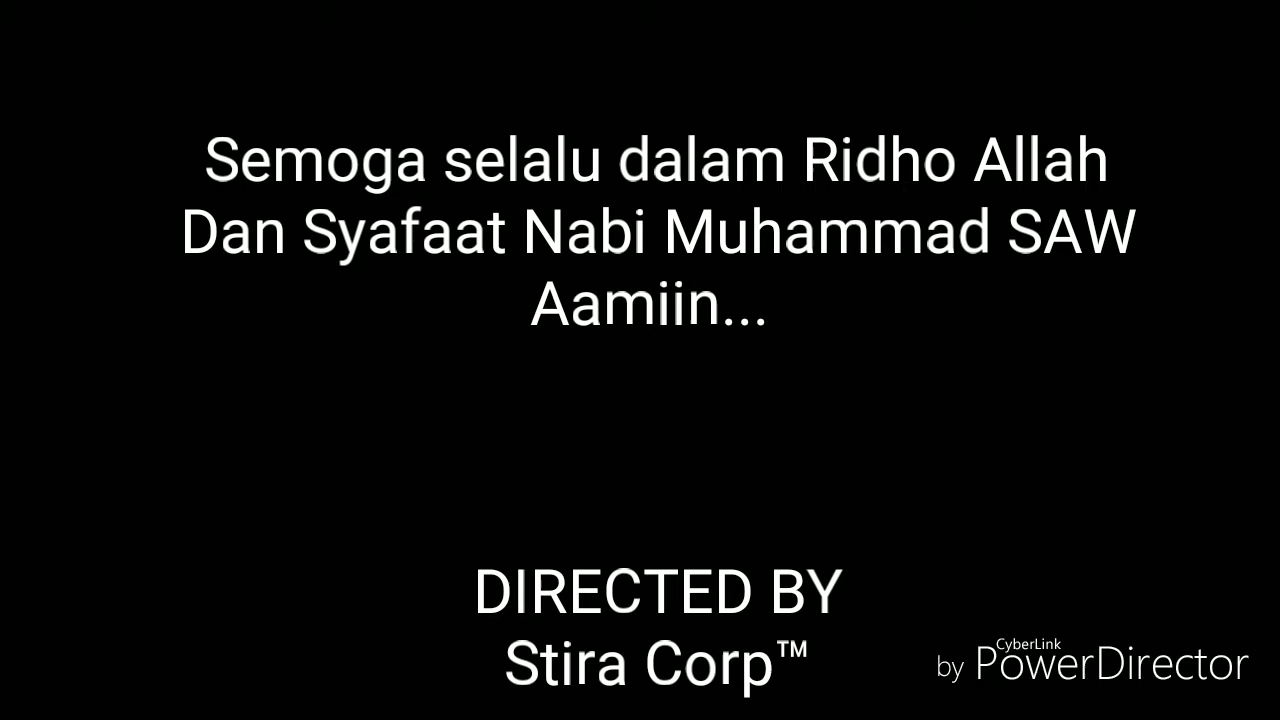 Semoga selalu dalam Ridho Allah
Dan Syafaat Nabi Muhammad SAW
Aamiin...
DIRECTED BY
Stira Corp™
by CyberLink PowerDirector